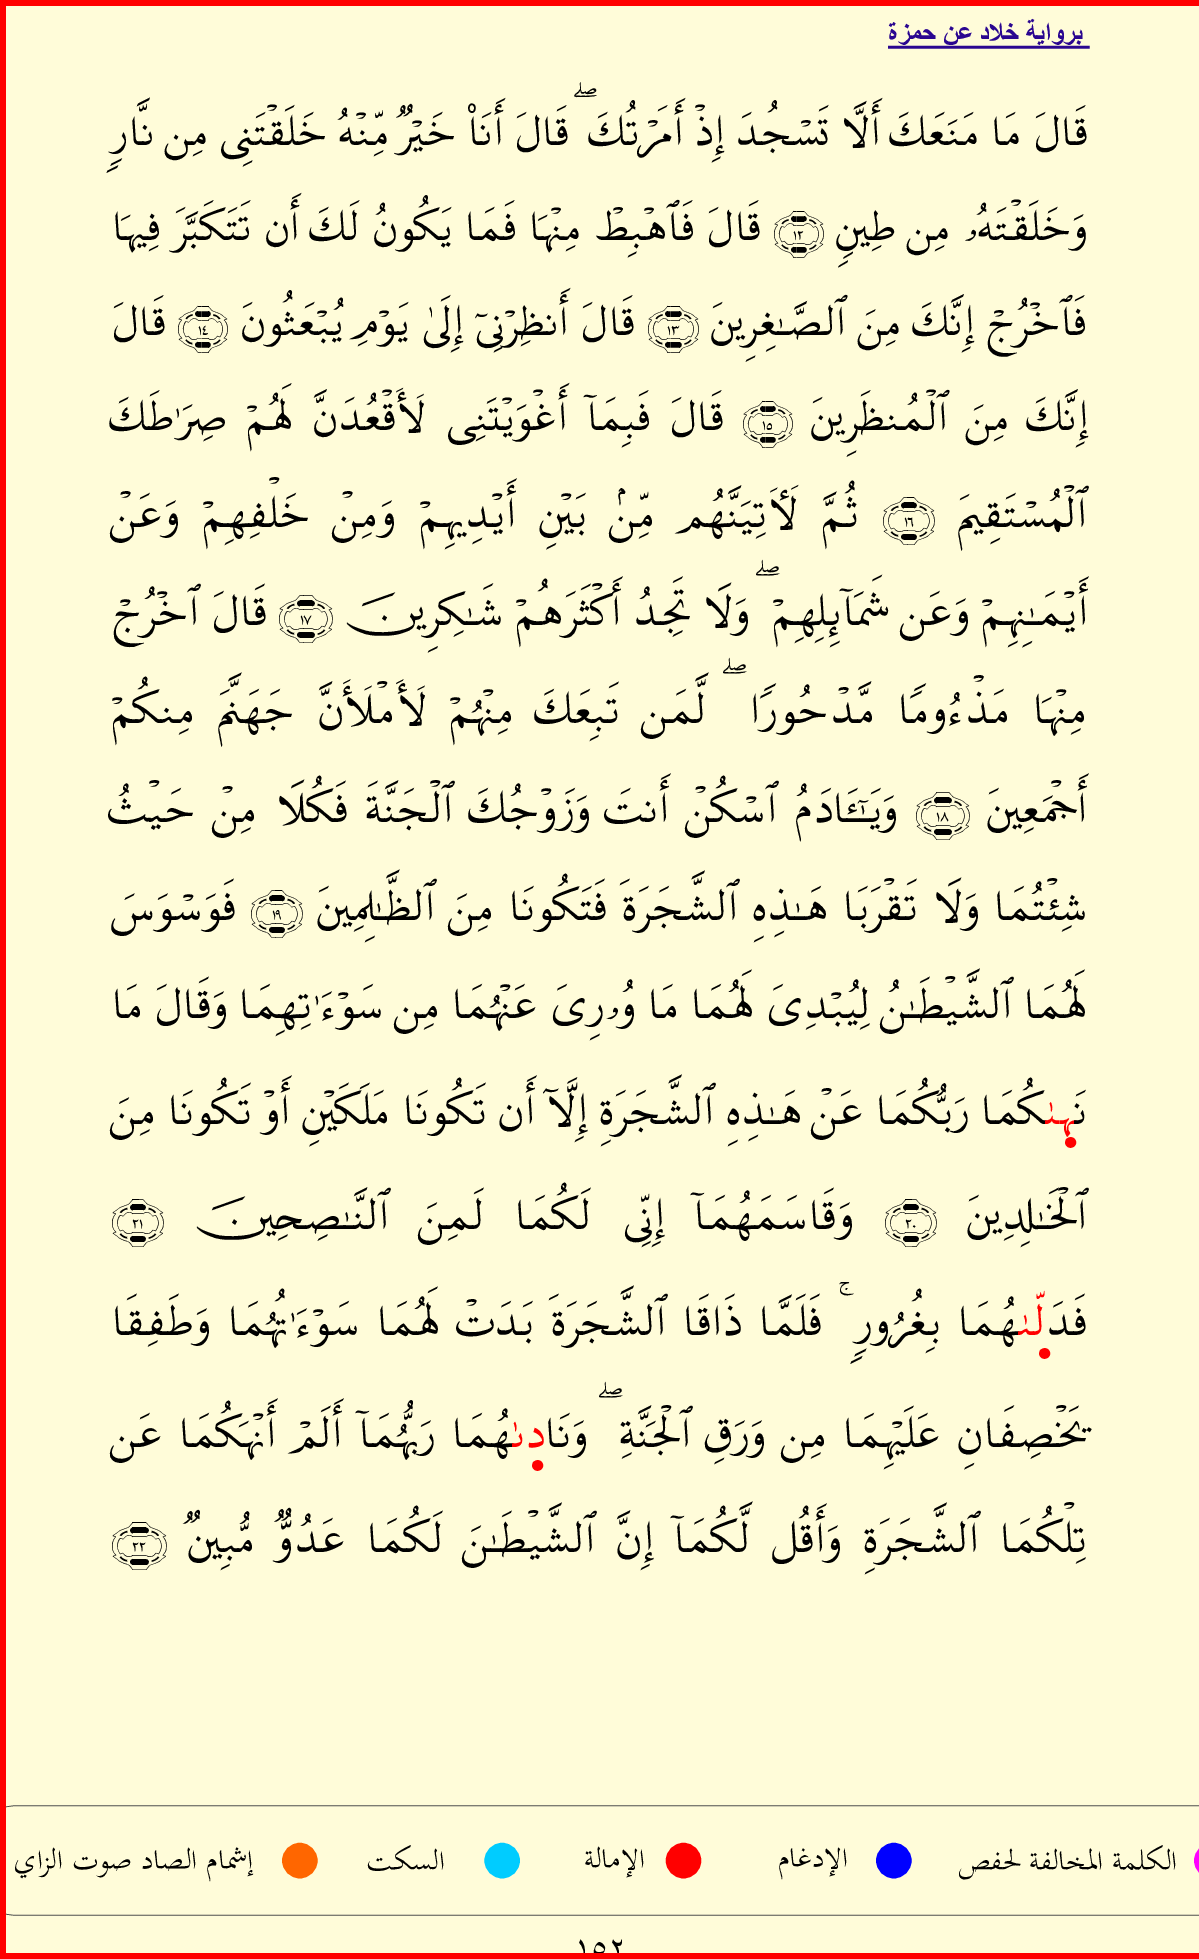 برواية خلاد عن حمزة
قَالَ مَا مَنَعَكَ أَلَّا تَسْجُدَ إِذْ أَمَرْتُكَ ۖ قَالَ أَنَا۠ خَيْرٌ مِّنْهُ خَلَقْتَنِى مِن نَّارٍ
وَخَلَقْتَهُۥ مِن طِينٍ ١٢ قَالَ فَٱهْبِطْ مِنْهَا فَمَا يَكُونُ لَكَ أَن تَتَكَبَّرَ فِيهَا
فَٱخْرُجْ إِنَّكَ مِنَ ٱلصَّـٰغِرِينَ ١٣ قَالَ أَنظِرْنِىٓ إِلَىٰ يَوْمِ يُبْعَثُونَ ١٤ قَالَ
إِنَّكَ مِنَ ٱلْمُنظَرِينَ ١٥ قَالَ فَبِمَآ أَغْوَيْتَنِى لَأَقْعُدَنَّ لَهُمْ صِرَٰطَكَ
ٱلْمُسْتَقِيمَ ١٦ ثُمَّ لَـَٔاتِيَنَّهُم مِّنۢ بَيْنِ أَيْدِيهِمْ وَمِنْ خَلْفِهِمْ وَعَنْ
أَيْمَـٰنِهِمْ وَعَن شَمَآئِلِهِمْ ۖ وَلَا تَجِدُ أَكْثَرَهُمْ شَـٰكِرِينَ ١٧ قَالَ ٱخْرُجْ
مِنْهَا مَذْءُومًا مَّدْحُورًا ۖ لَّمَن تَبِعَكَ مِنْهُمْ لَأَمْلَأَنَّ جَهَنَّمَ مِنكُمْ
أَجْمَعِينَ ١٨ وَيَـٰٓـَٔادَمُ ٱسْكُنْ أَنتَ وَزَوْجُكَ ٱلْجَنَّةَ فَكُلَا مِنْ حَيْثُ
شِئْتُمَا وَلَا تَقْرَبَا هَـٰذِهِ ٱلشَّجَرَةَ فَتَكُونَا مِنَ ٱلظَّـٰلِمِينَ ١٩ فَوَسْوَسَ
لَهُمَا ٱلشَّيْطَـٰنُ لِيُبْدِىَ لَهُمَا مَا وُۥرِىَ عَنْهُمَا مِن سَوْءَٰتِهِمَا وَقَالَ مَا
نَهَىٰكُمَا رَبُّكُمَا عَنْ هَـٰذِهِ ٱلشَّجَرَةِ إِلَّآ أَن تَكُونَا مَلَكَيْنِ أَوْ تَكُونَا مِنَ
ٱلْخَـٰلِدِينَ ٢٠ وَقَاسَمَهُمَآ إِنِّى لَكُمَا لَمِنَ ٱلنَّـٰصِحِينَ ٢١
فَدَلَّىٰهُمَا بِغُرُورٍ ۚ فَلَمَّا ذَاقَا ٱلشَّجَرَةَ بَدَتْ لَهُمَا سَوْءَٰتُهُمَا وَطَفِقَا
يَخْصِفَانِ عَلَيْهِمَا مِن وَرَقِ ٱلْجَنَّةِ ۖ وَنَادَىٰهُمَا رَبُّهُمَآ أَلَمْ أَنْهَكُمَا عَن
تِلْكُمَا ٱلشَّجَرَةِ وَأَقُل لَّكُمَآ إِنَّ ٱلشَّيْطَـٰنَ لَكُمَا عَدُوٌّ مُّبِينٌ ٢٢
الكلمة المخالفة لحفص الإدغام الإمالة السكت إشمام الصاد صوت الزاي
١٥٢